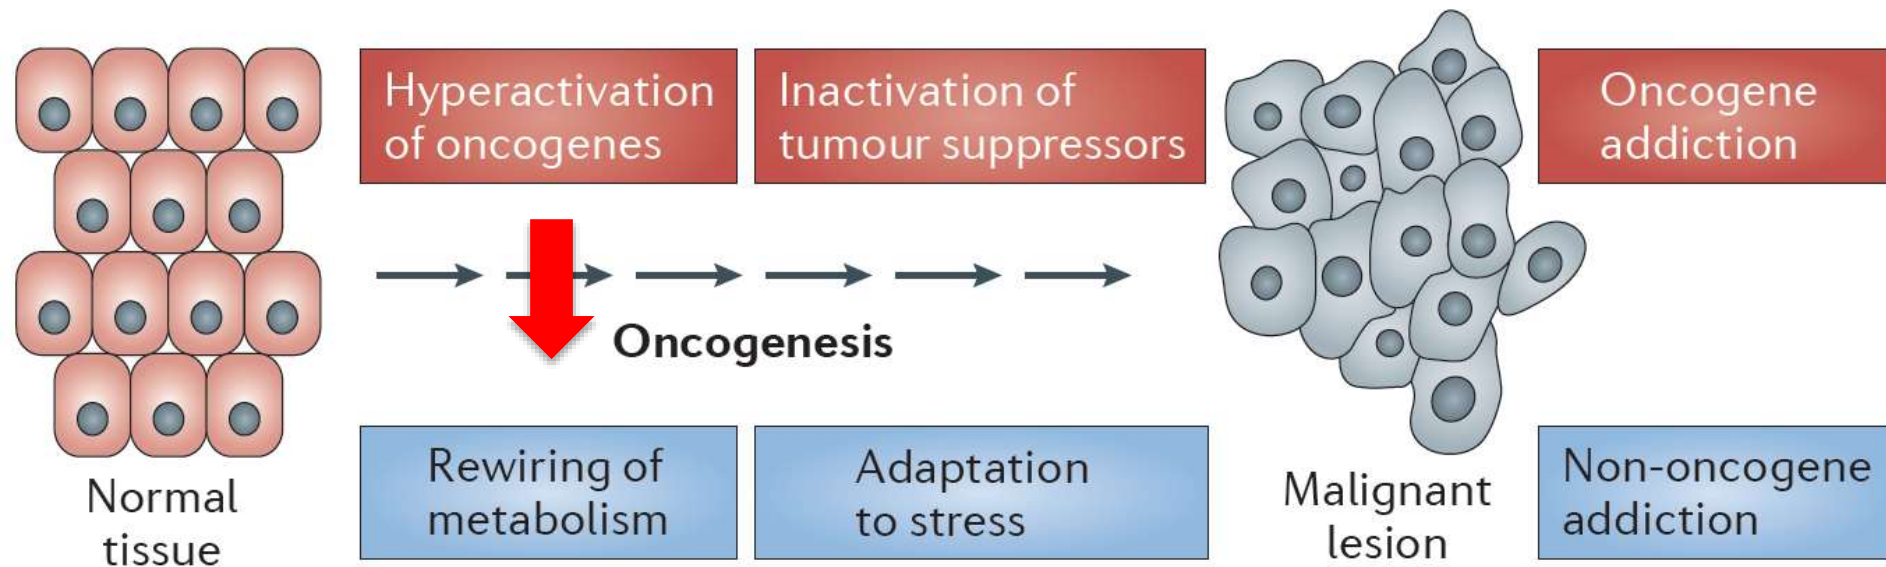 Hyperactivation
of oncogenes
Inactivation of
tumour suppressors
Oncogene
addiction
Oncogenesis
Rewiring of
metabolism
Adaptation
to stress
Non-oncogene
addiction
Normal
tissue
Malignant
lesion